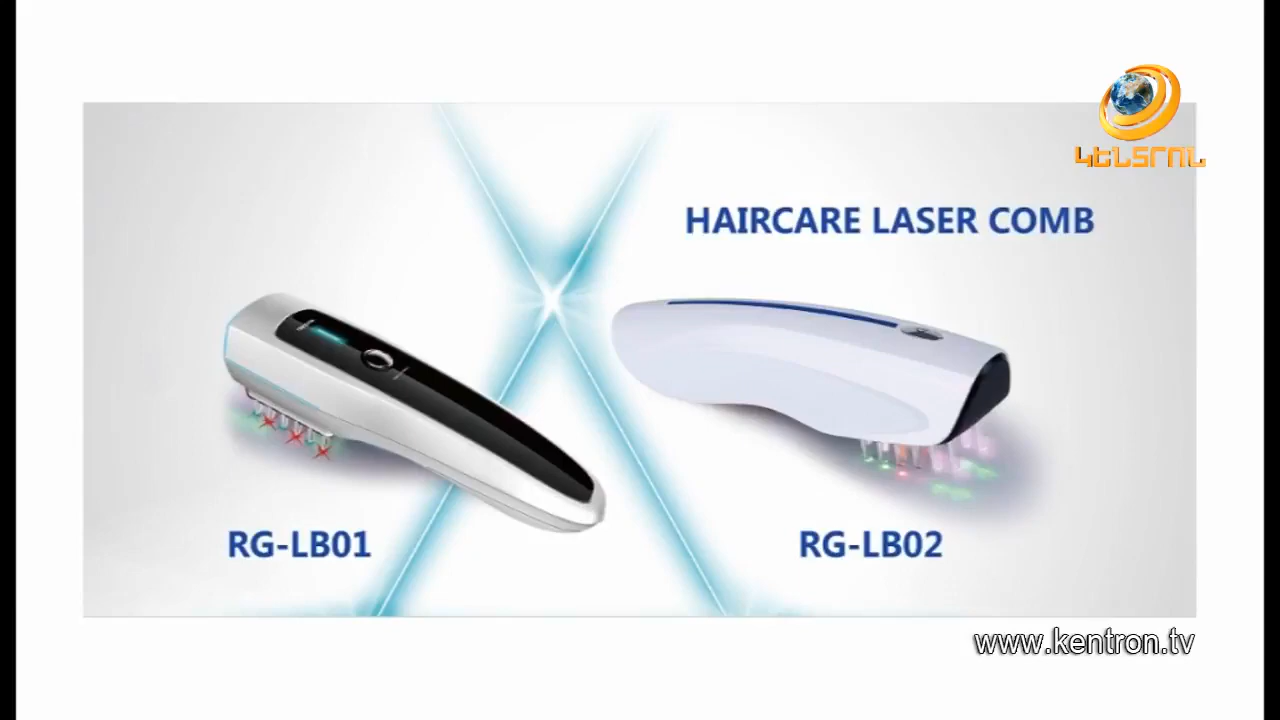 ԿԵՆՏՐՈՆ
HAIRCARE LASER COMB
RG-LB01
RG-LB02
www.kentron.tv